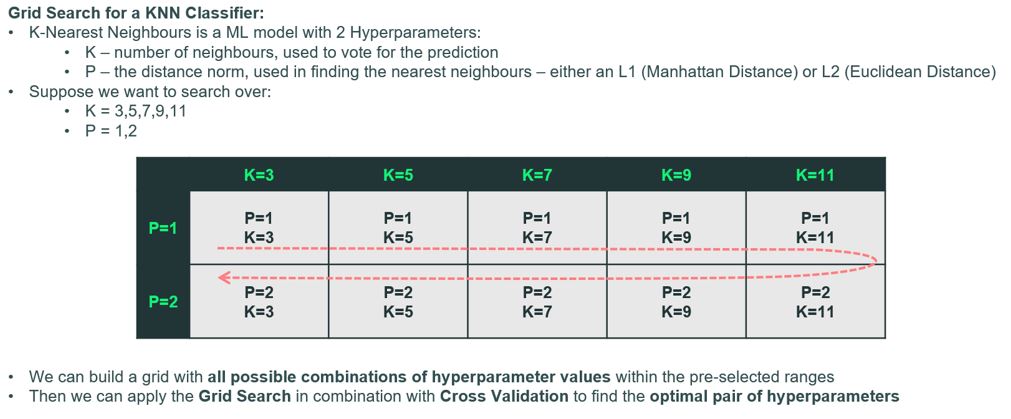 Grid Search for a KNN Classifier:
• K-Nearest Neighbours is a ML model with 2 Hyperparameters:
• K – number of neighbours, used to vote for the prediction
• P – the distance norm, used in finding the nearest neighbours – either an L1 (Manhattan Distance) or L2 (Euclidean Distance)
• Suppose we want to search over:
• K = 3,5,7,9,11
• P = 1,2
K=3 K=5 K=7 K=9 K=11
P=1
P=1 P=1 P=1 P=1 P=1
K=3 K=5 K=7 K=9 K=11
P=2
P=2 P=2 P=2 P=2 P=2
K=3 K=5 K=7 K=9 K=11
• We can build a grid with all possible combinations of hyperparameter values within the pre-selected ranges
• Then we can apply the Grid Search in combination with Cross Validation to find the optimal pair of hyperparameters